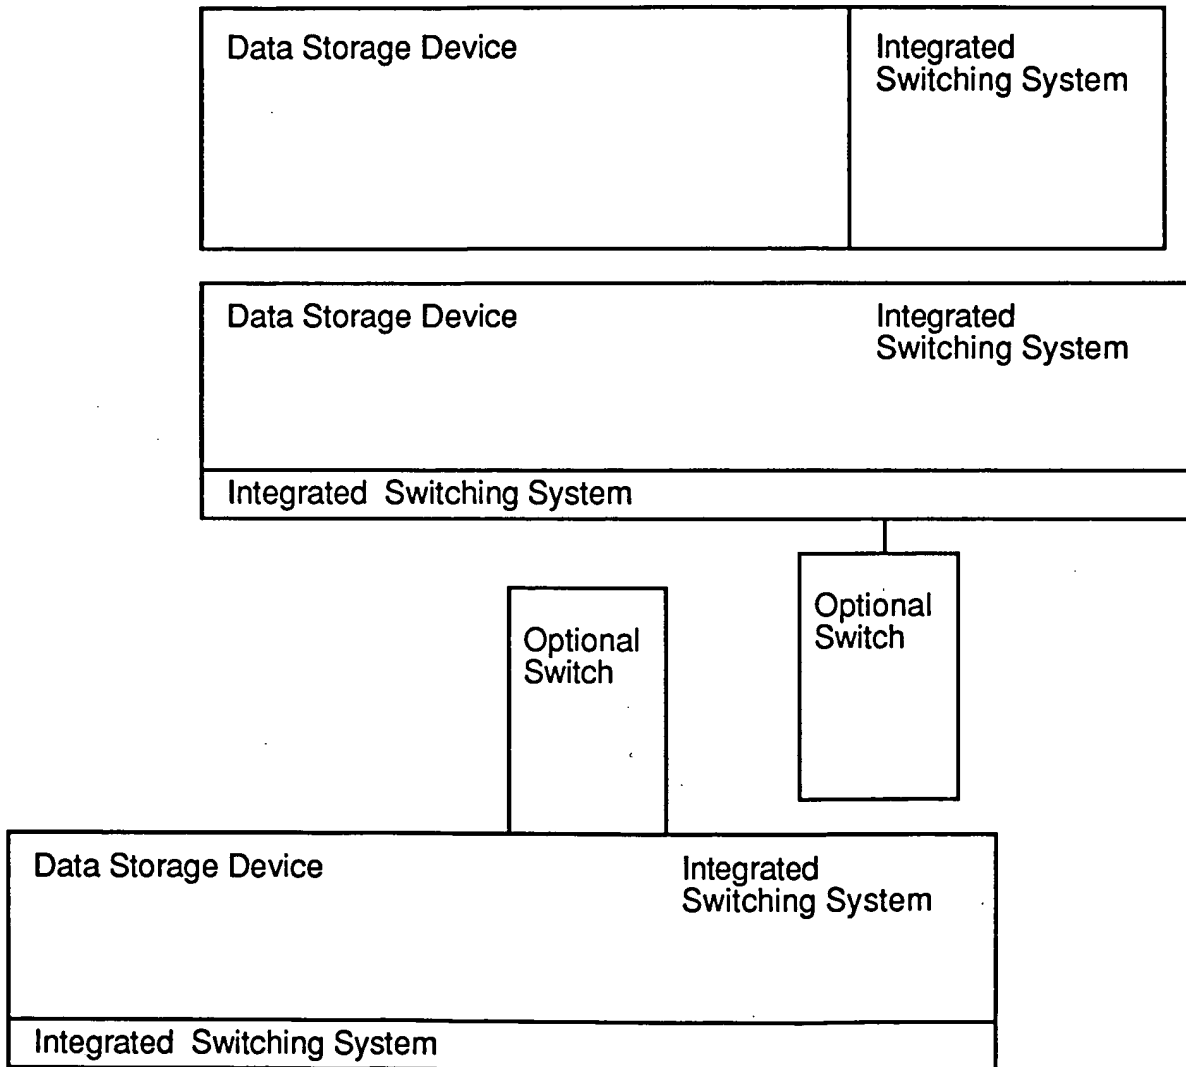 Data Storage Device
Integrated
Switching System
Data Storage Device
Integrated
Switching System
Integrated Switching System
Optional
Switch
Optional
Switch
Data Storage Device
Integrated
Switching System
Integrated Switching System